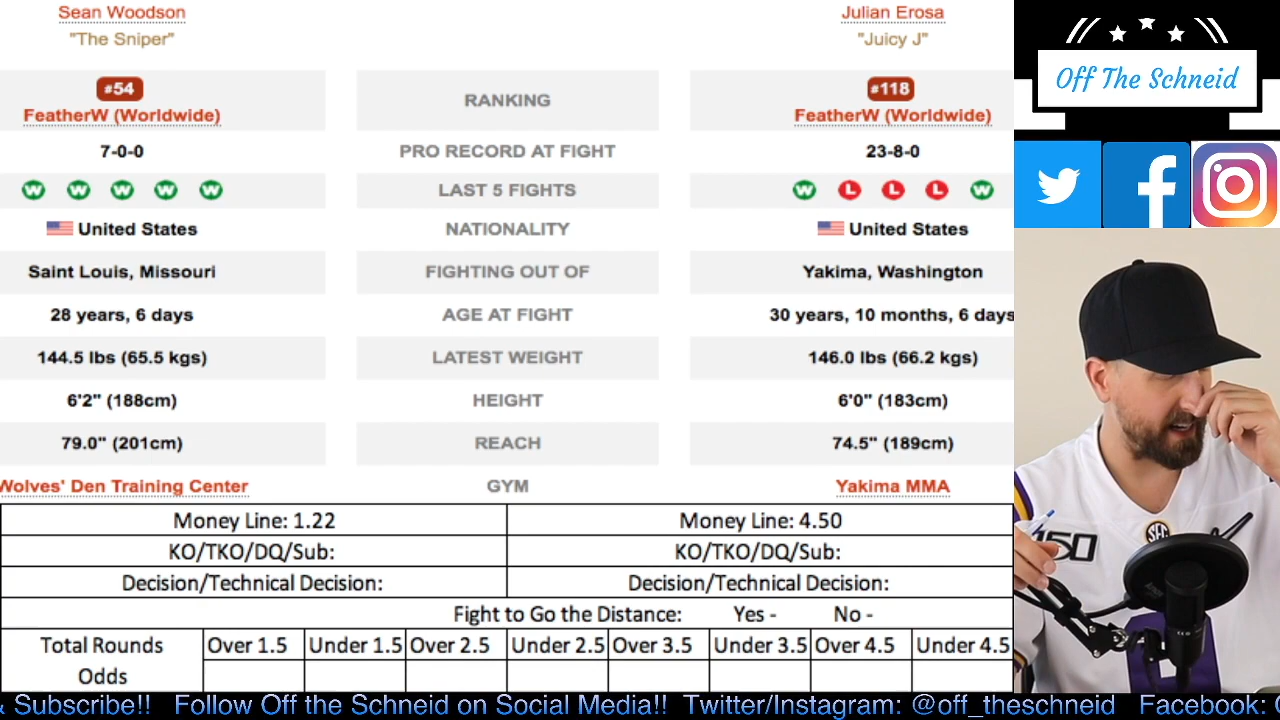 Sean Woodson
Julian Erosa
"The Sniper"
"Juicy J"
#54
RANKING
#118
FeatherW (Worldwide)
FeatherW (Worldwide)
7-0-0
PRO RECORD AT FIGHT
23-8-0
W W W W W
LAST 5 FIGHTS
W L L L W
United States
NATIONALITY
United States
Saint Louis, Missouri
FIGHTING OUT OF
Yakima, Washington
28 years, 6 days
AGE AT FIGHT
30 years, 10 months, 6 days
144.5 lbs (65.5 kgs)
LATEST WEIGHT
146.0 lbs (66.2 kgs)
6'2" (188cm)
HEIGHT
6'0" (183cm)
79.0" (201cm)
REACH
74.5" (189cm)
Wolves' Den Training Center
GYM
Yakima MMA
Money Line: 1.22
Money Line: 4.50
KO/TKO/DQ/Sub:
KO/TKO/DQ/Sub:
Decision/Technical Decision:
Decision/Technical Decision:
Fight to Go the Distance: Yes - No -
Total Rounds Over 1.5 Under 1.5 Over 2.5 Under 2.5 Over 3.5 Under 3.5 Over 4.5 Under 4.5
Odds
Off The Schneid
SEC
150
& Subscribe!! Follow Off the Schneid on Social Media!! Twitter/Instagram: @off_theschneid Facebook: